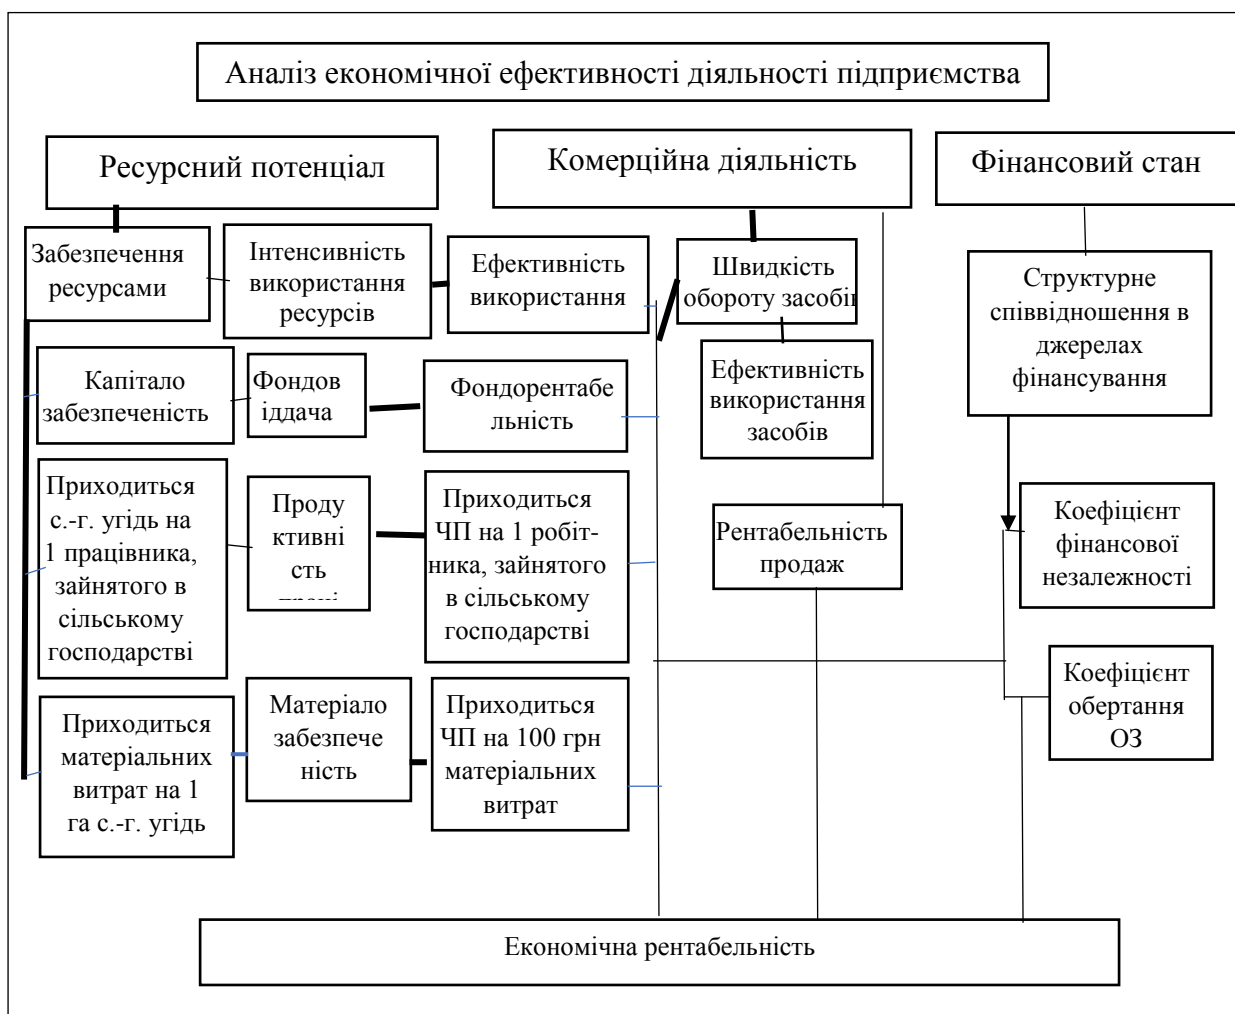 Аналіз економічної ефективності діяльності підприємства
Ресурсний потенціал
Комерційна діяльність
Фінансовий стан
Забезпечення
ресурсами
Інтенсивність
використання
ресурсів
Ефективність
використання
Швидкість
обороту засобів
Структурне
співвідношення в
джерелах
фінансування
Капітало
забезпеченість
Фондов
іддача
Фондорентабе
льність
Ефективність
використання
засобів
Приходиться
с.-г. угідь на
1 працівника,
зайнятого в
сільському
господарстві
Проду
ктивні
сть
Приходиться
ЧП на 1 робіт-
ника, зайнятого
в сільському
господарстві
Рентабельність
продаж
Коефіцієнт
фінансової
незалежності
Приходиться
матеріальних
витрат на 1
га с.-г. угідь
Матеріало
забезпече
ність
Приходиться
ЧП на 100 грн
матеріальних
витрат
Коефіцієнт
обертання
ОЗ
Економічна рентабельність